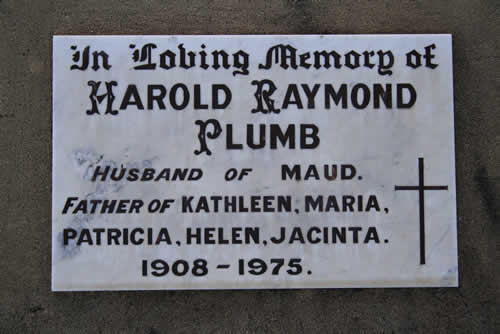 In Loving Memory of
HAROLD RAYMOND
PLUMB
HUSBAND OF MAUD.
FATHER OF KATHLEEN, MARIA,
PATRICIA, HELEN, JACINTA.
1908 - 1975.